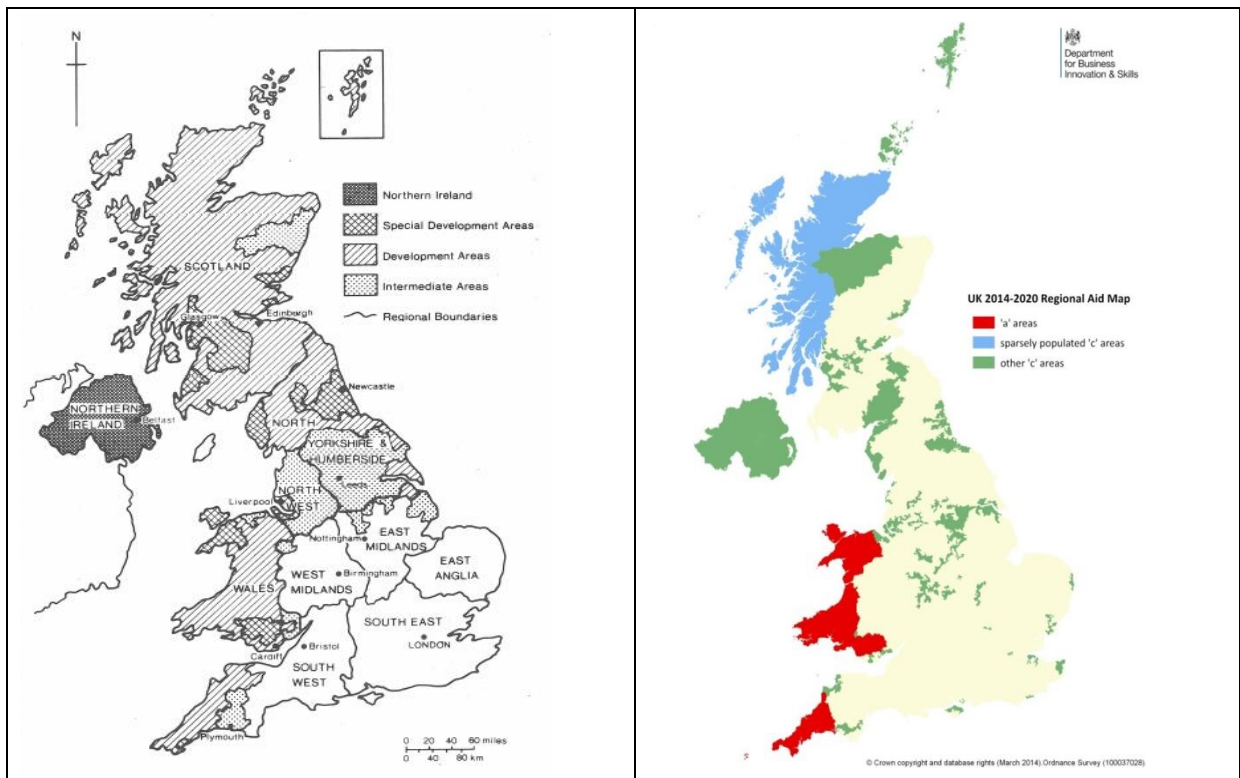 N
Northern Ireland
Special Development Areas
Development Areas
Intermediate Areas
Regional Boundaries
SCOTLAND
Glasgow
Edinburgh
Newcastle
NORTHERN
IRELAND
Belfast
NORTH
YORKSHIRE &
HUMBERSIDE
Leeds
Liverpool
NORTH
WEST
Nottingham
EAST
MIDLANDS
EAST
ANGLIA
WEST
MIDLANDS
Birmingham
WALES
SOUTH EAST
LONDON
Cardiff
Bristol
SOUTH
WEST
Plymouth
0 20 40 60 miles
0 40 80 km
Department
for Business
Innovation & Skills
UK 2014-2020 Regional Aid Map
'a' areas
sparsely populated 'c' areas
other 'c' areas
© Crown copyright and database rights (March 2014).Ordnance Survey (100037028)